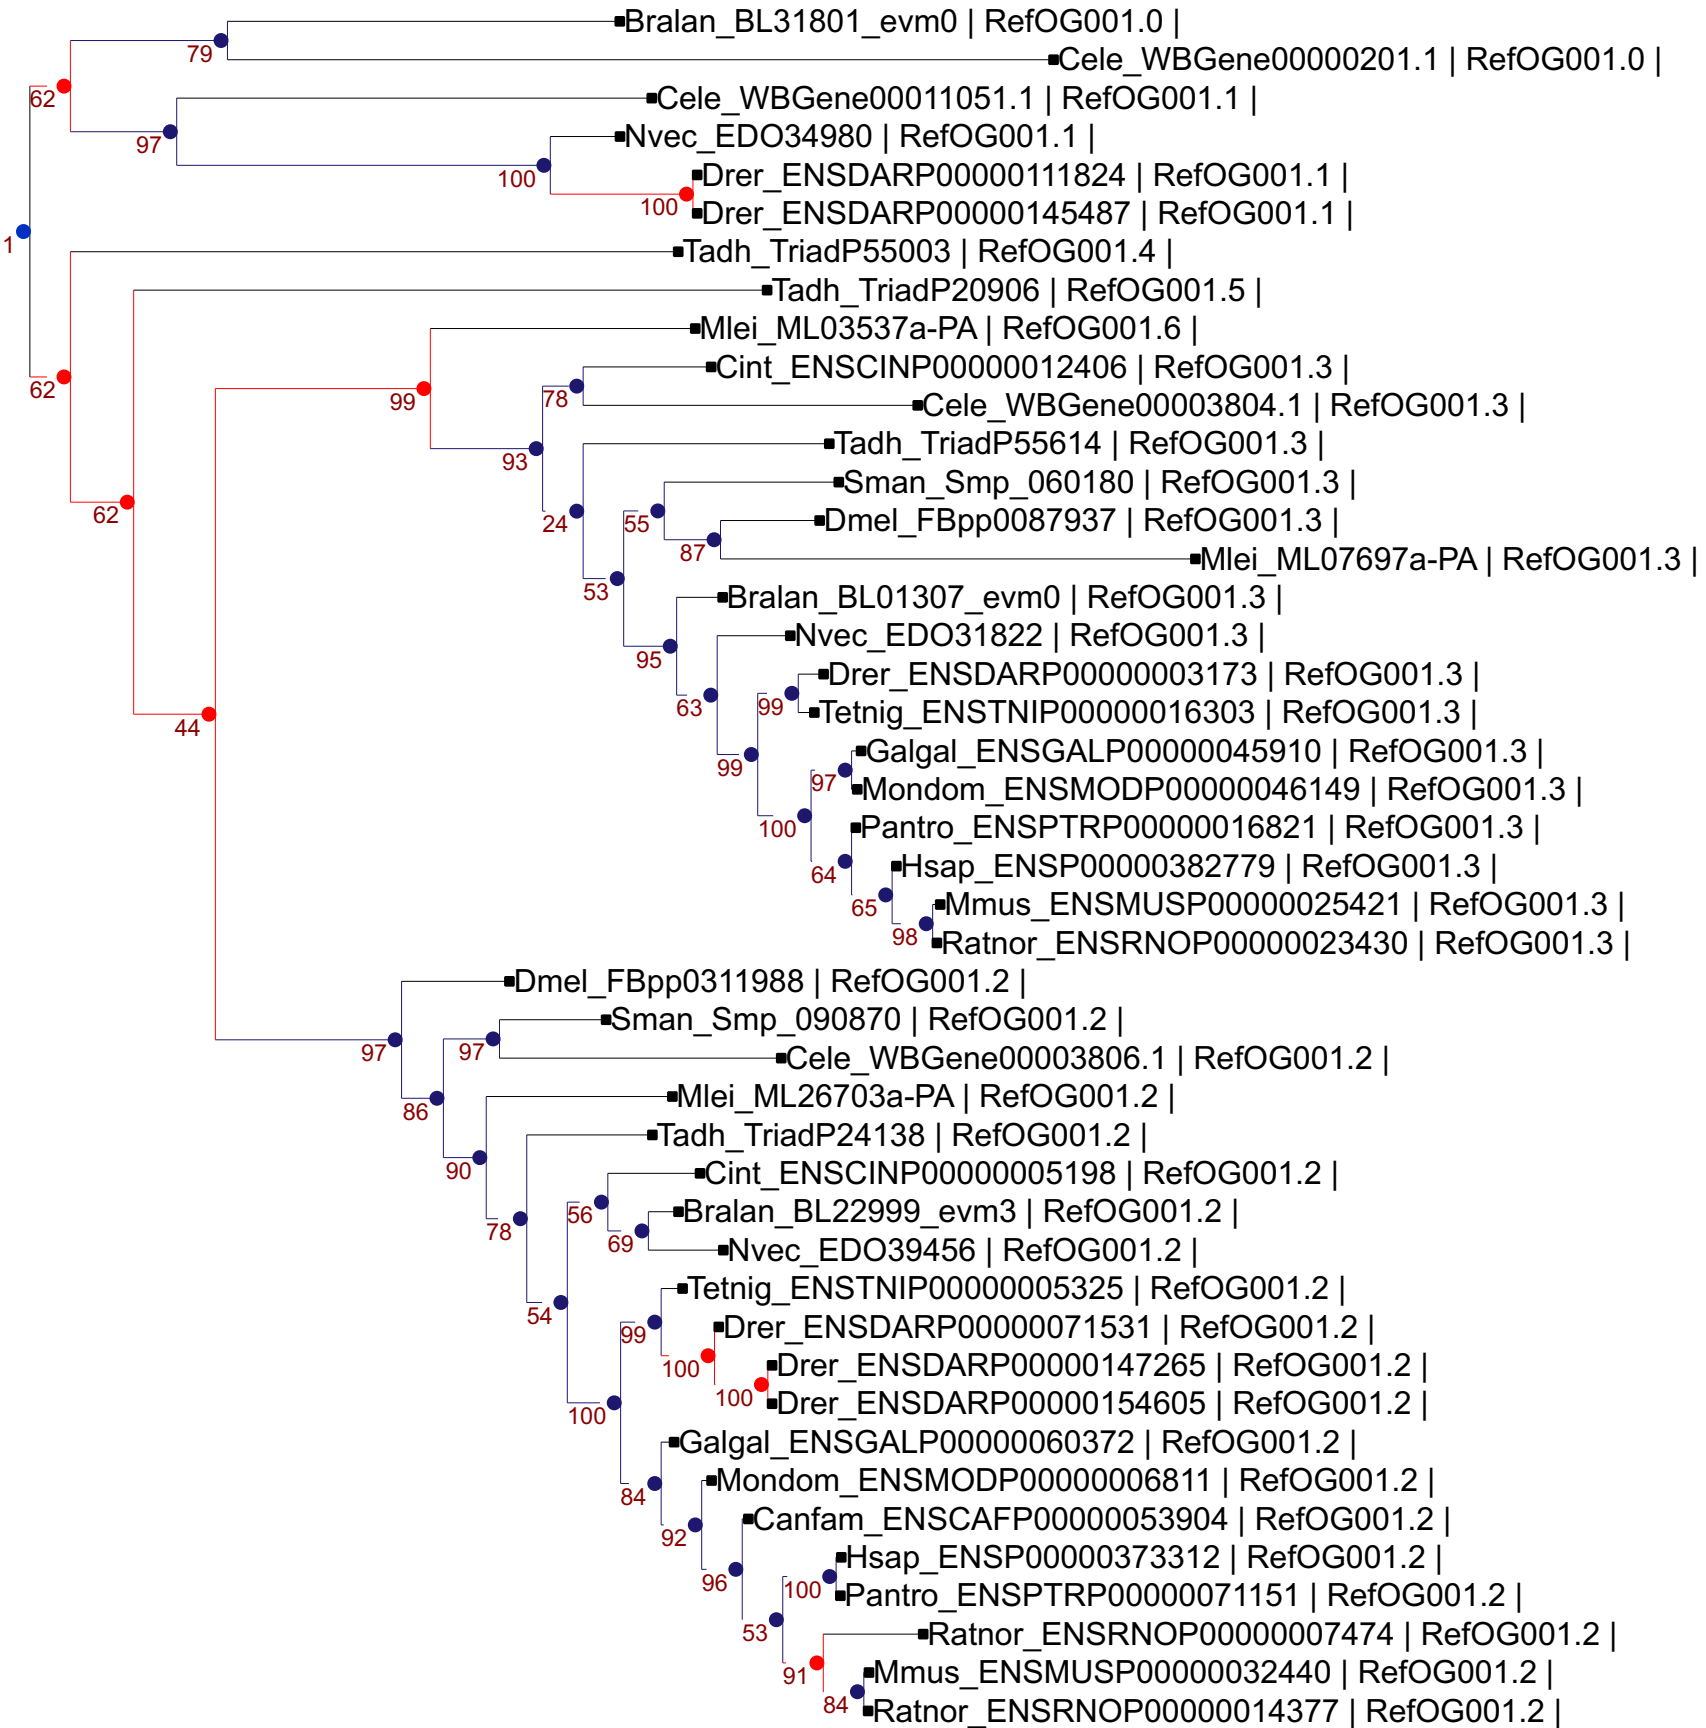 Bralan_BL31801_evm0 | RefOG001.0 |
79
Cele_WBGene00000201.1 | RefOG001.0 |
62
Cele_WBGene00011051.1 | RefOG001.1 |
97
Nvec_EDO34980 | RefOG001.1 |
100
Drer_ENSDARP00000111824 | RefOG001.1 |
100
Drer_ENSDARP00000145487 | RefOG001.1 |
1
Tadh_TriadP55003 | RefOG001.4 |
Tadh_TriadP20906 | RefOG001.5 |
Mlei_ML03537a-PA | RefOG001.6 |
Cint_ENSCINP00000012406 | RefOG001.3 |
62
99
78
Cele_WBGene00003804.1 | RefOG001.3 |
Tadh_TriadP55614 | RefOG001.3 |
93
Sman_Smp_060180 | RefOG001.3 |
62
24
55
Dmel_FBpp0087937 | RefOG001.3 |
87
Mlei_ML07697a-PA | RefOG001.3 |
53
Bralan_BL01307_evm0 | RefOG001.3 |
Nvec_EDO31822 | RefOG001.3 |
95
Drer_ENSDARP00000003173 | RefOG001.3 |
63
99
Tetnig_ENSTNIP00000016303 | RefOG001.3 |
44
Galgal_ENSGALP00000045910 | RefOG001.3 |
99
97
Mondom_ENSMODP00000046149 | RefOG001.3 |
100
Pantro_ENSPTRP00000016821 | RefOG001.3 |
Hsap_ENSP00000382779 | RefOG001.3 |
64
Mmus_ENSMUSP00000025421 | RefOG001.3 |
65
98
Ratnor_ENSRNOP00000023430 | RefOG001.3 |
Dmel_FBpp0311988 | RefOG001.2 |
Sman_Smp_090870 | RefOG001.2 |
97
97
Cele_WBGene00003806.1 | RefOG001.2 |
Mlei_ML26703a-PA | RefOG001.2 |
86
Tadh_TriadP24138 | RefOG001.2 |
90
Cint_ENSCINP00000005198 | RefOG001.2 |
Bralan_BL22999_evm3 | RefOG001.2 |
78
56
69
Nvec_EDO39456 | RefOG001.2 |
Tetnig_ENSTNIP00000005325 | RefOG001.2 |
54
99
Drer_ENSDARP00000071531 | RefOG001.2 |
100
Drer_ENSDARP00000147265 | RefOG001.2 |
100
Drer_ENSDARP00000154605 | RefOG001.2 |
100
Galgal_ENSGALP00000060372 | RefOG001.2 |
Mondom_ENSMODP00000006811 | RefOG001.2 |
84
Canfam_ENSCAFP00000053904 | RefOG001.2 |
92
Hsap_ENSP00000373312 | RefOG001.2 |
96
100
Pantro_ENSPTRP00000071151 | RefOG001.2 |
53
Ratnor_ENSRNOP00000007474 | RefOG001.2 |
91
Mmus_ENSMUSP00000032440 | RefOG001.2 |
84
Ratnor_ENSRNOP00000014377 | RefOG001.2 |